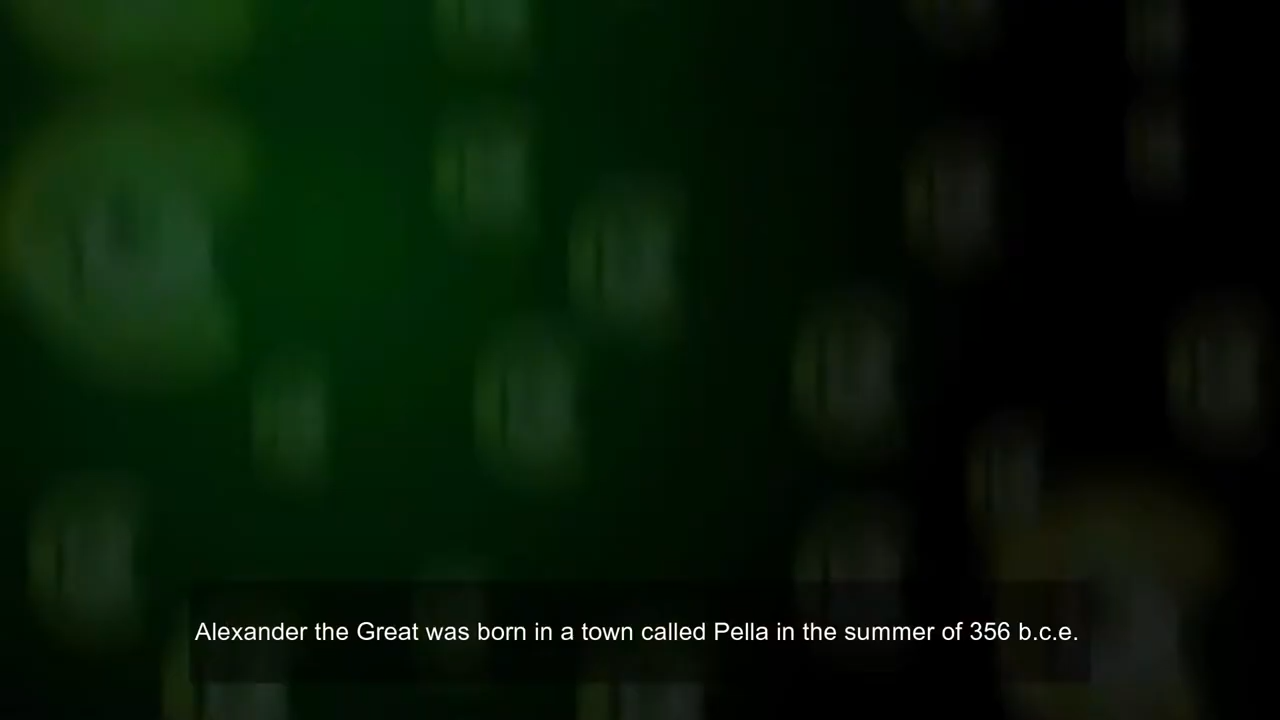 Alexander the Great was born in a town called Pella in the summer of 356 b.c.e.